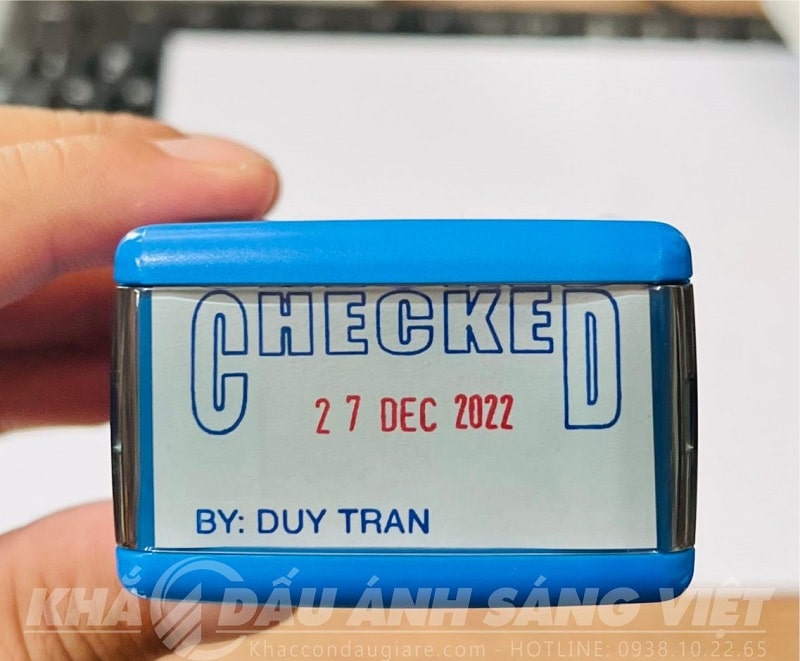 CHECKED
27 DEC 2022
BY: DUY TRAN
KHẮC DẤU ÁNH SÁNG VIỆT
Khaccondaugiare.com - HOTLINE: 0938.10.22.65